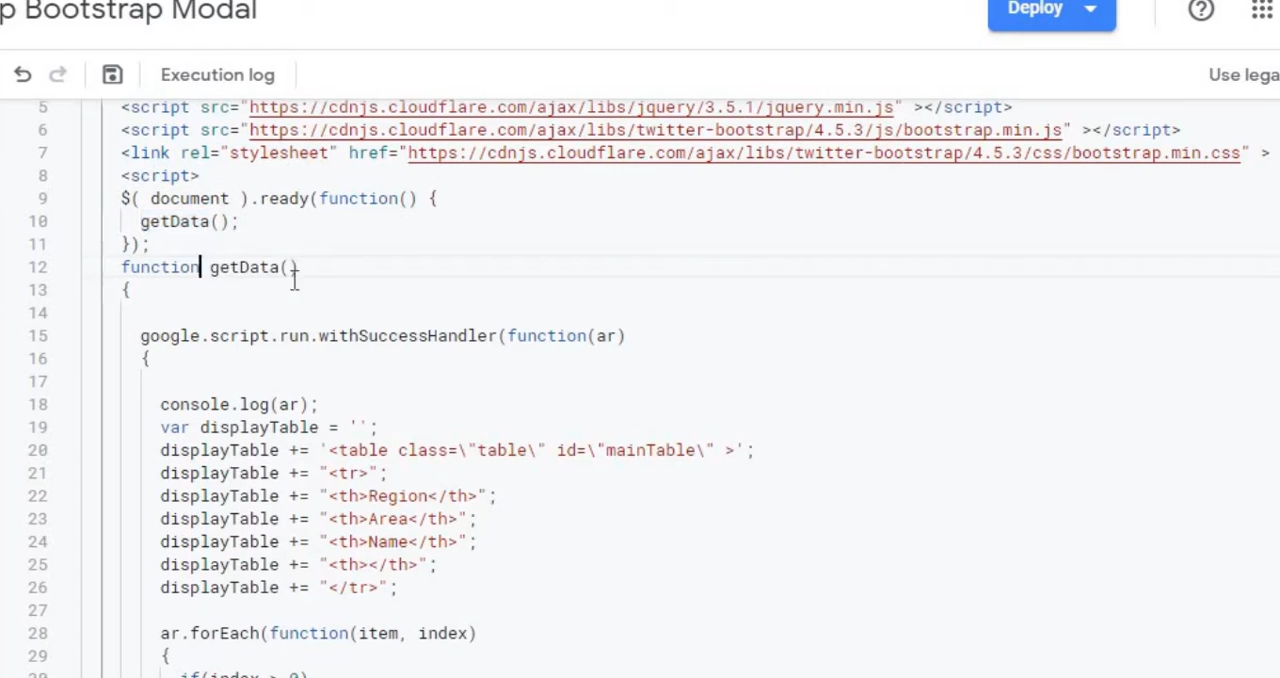 p Bootstrap Modal
Deploy
Execution log
Use lega
5 <script src="https://cdnjs.cloudflare.com/ajax/libs/jquery/3.5.1/jquery.min.js" ></script>
6 <script src="https://cdnjs.cloudflare.com/ajax/libs/twitter-bootstrap/4.5.3/js/bootstrap.min.js" ></script>
7 <link rel="stylesheet" href="https://cdnjs.cloudflare.com/ajax/libs/twitter-bootstrap/4.5.3/css/bootstrap.min.css" >
8 <script>
9 $( document ).ready(function() {
10 getData();
11 });
12 function getData()
13 {
14
15 google.script.run.withSuccessHandler(function(ar)
16 {
17
18 console.log(ar);
19 var displayTable = '';
20 displayTable += '<table class=\"table\" id=\"mainTable\" >';
21 displayTable += "<tr>";
22 displayTable += "<th>Region</th>";
23 displayTable += "<th>Area</th>";
24 displayTable += "<th>Name</th>";
25 displayTable += "<th></th>";
26 displayTable += "</tr>";
27
28 ar.forEach(function(item, index)
29 {
if(index > 0)